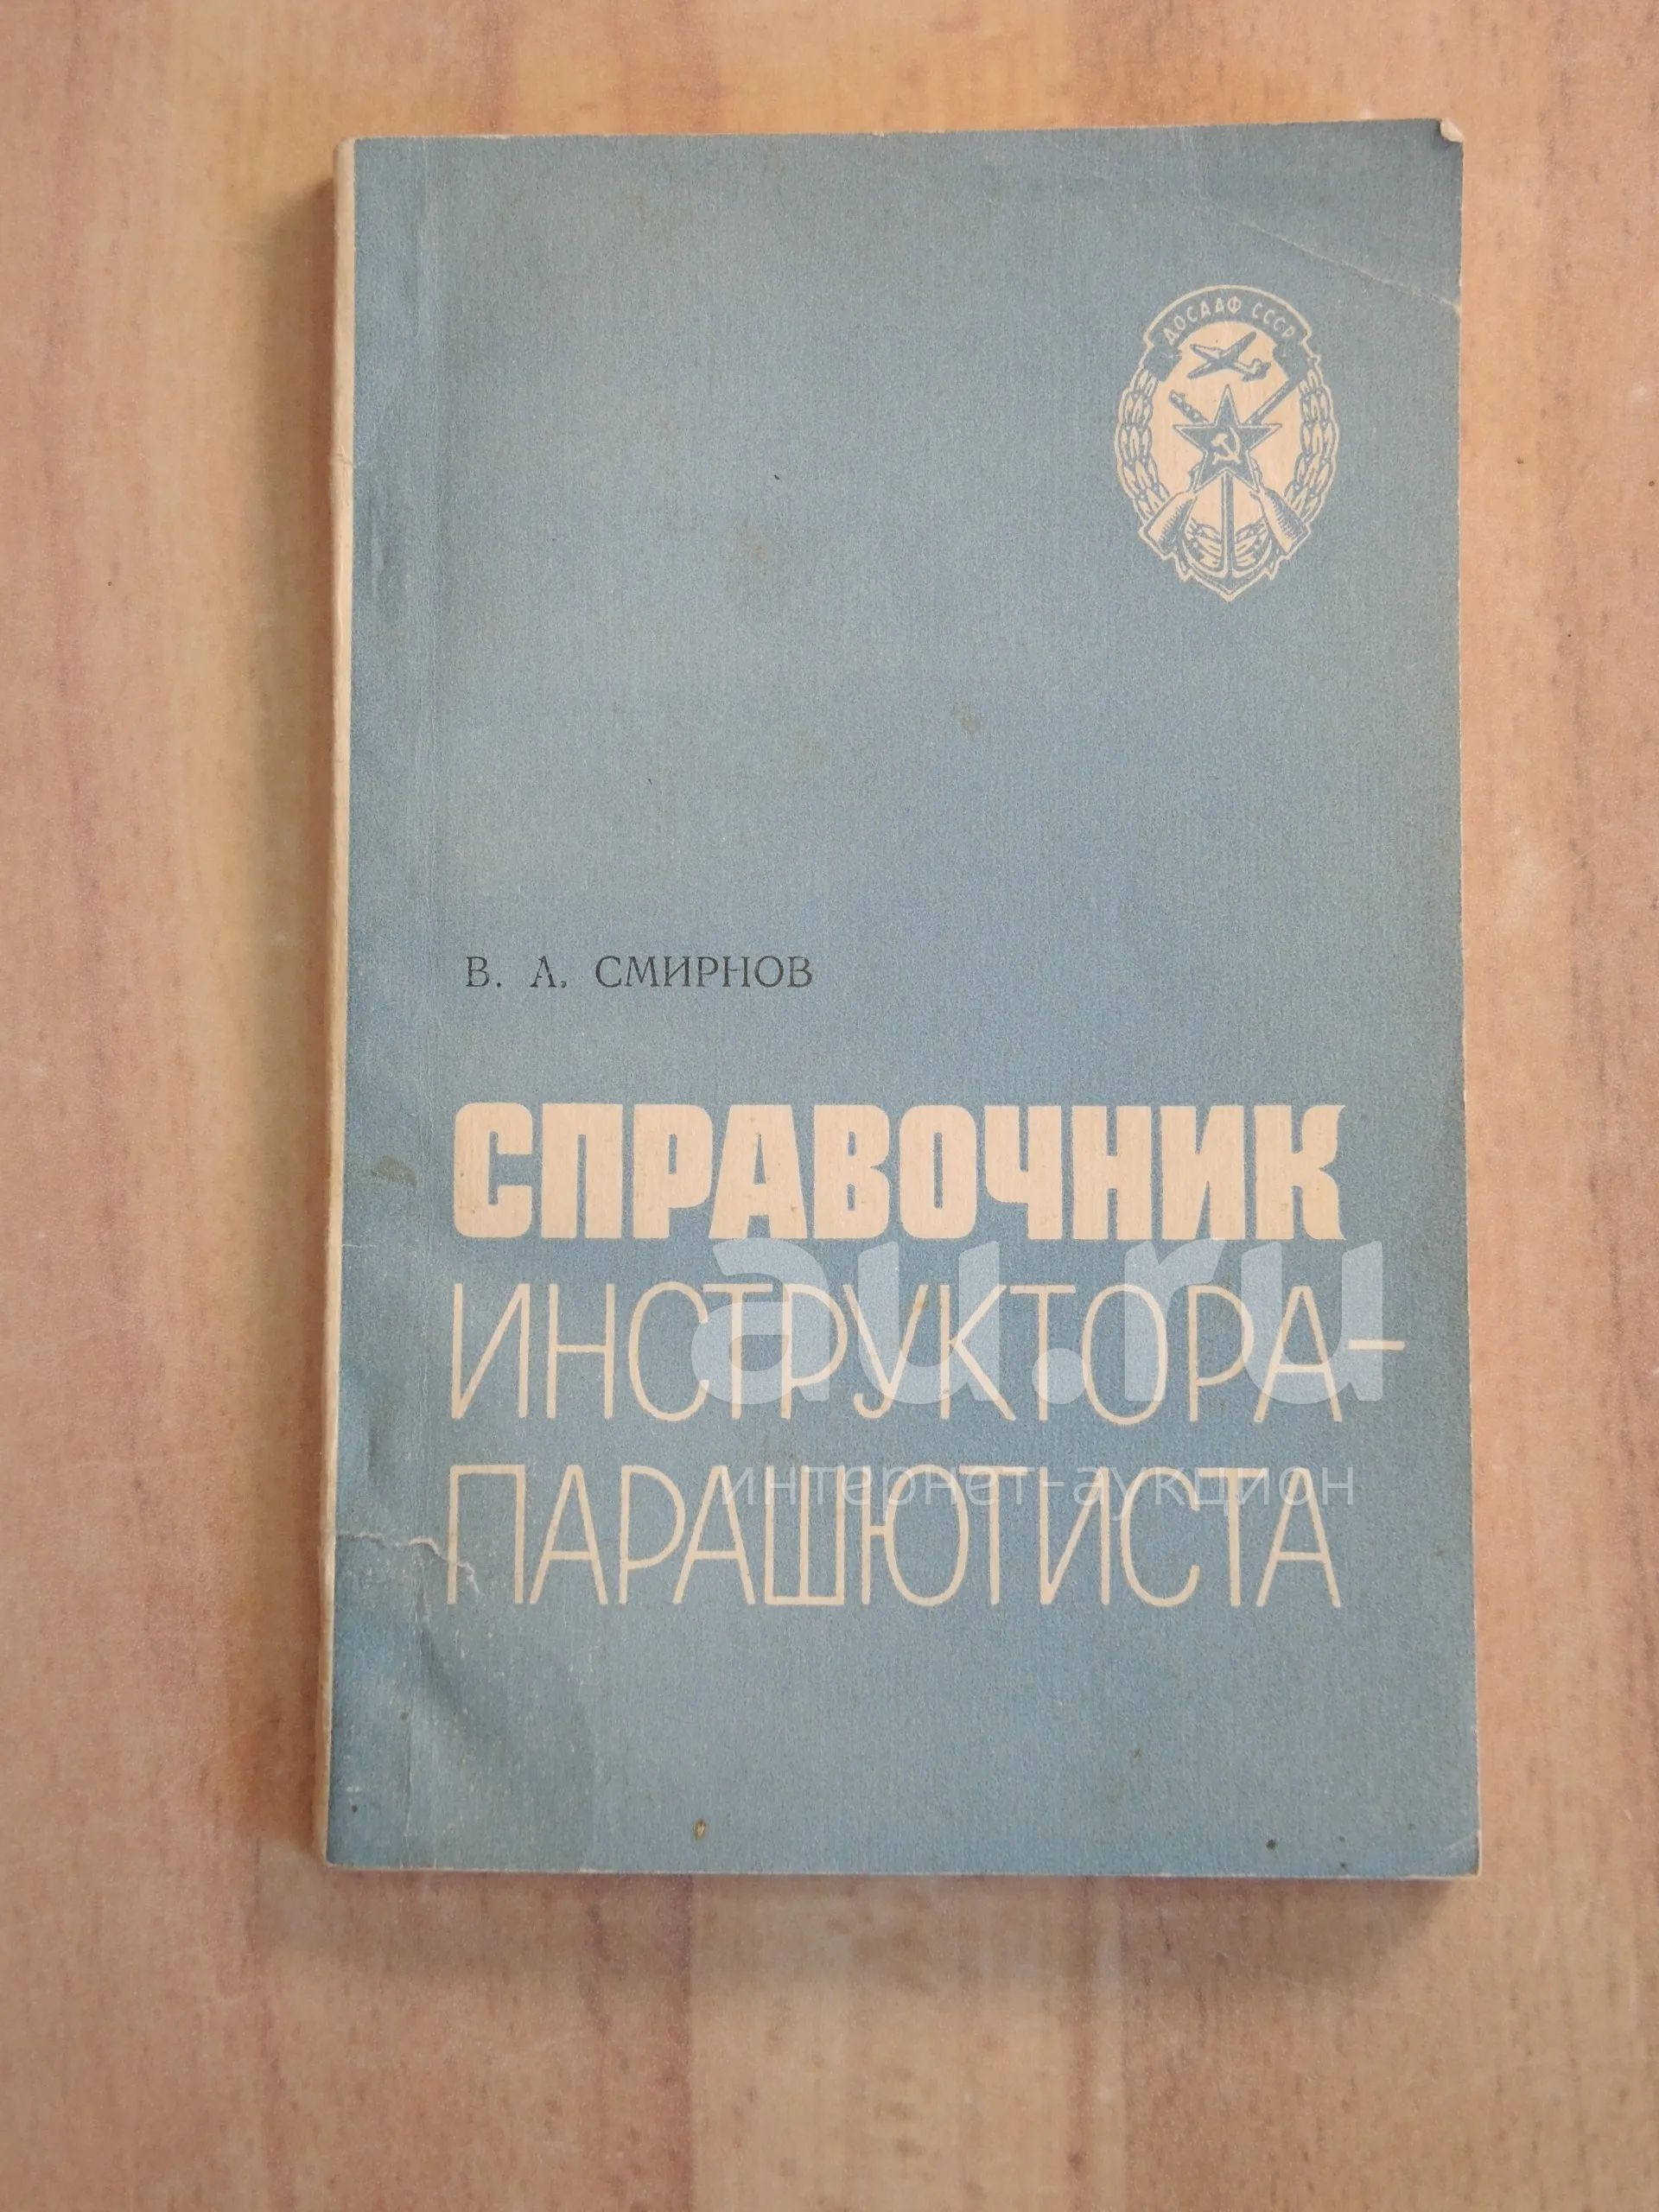 ДОСААФ СССР
В. А. СМИРНОВ
СПРАВОЧНИК
ИНСТРУКТОРА-
ПАРАШЮТИСТА
au.ru
интернет-аукцион